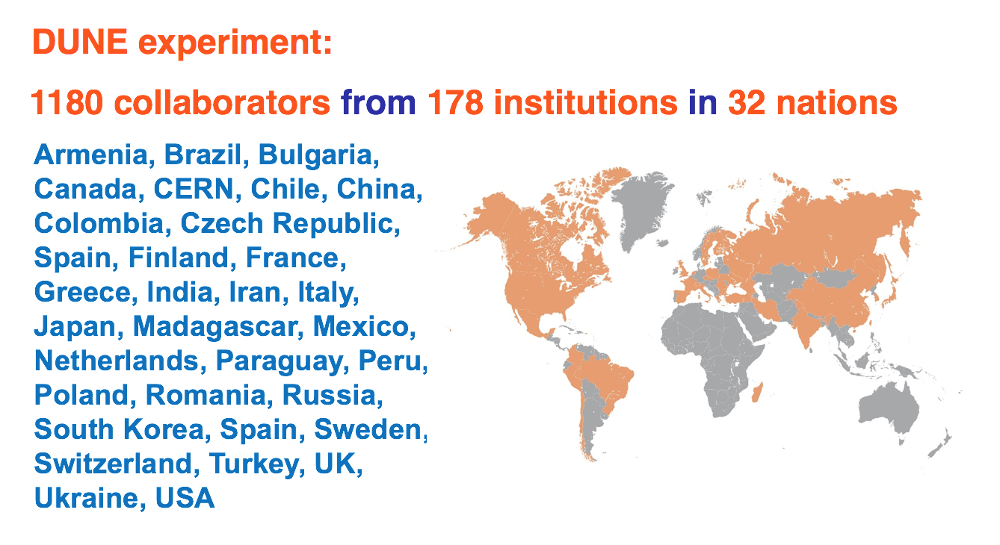 DUNE experiment:
1180 collaborators from 178 institutions in 32 nations
Armenia, Brazil, Bulgaria,
Canada, CERN, Chile, China,
Colombia, Czech Republic,
Spain, Finland, France,
Greece, India, Iran, Italy,
Japan, Madagascar, Mexico,
Netherlands, Paraguay, Peru,
Poland, Romania, Russia,
South Korea, Spain, Sweden,
Switzerland, Turkey, UK,
Ukraine, USA